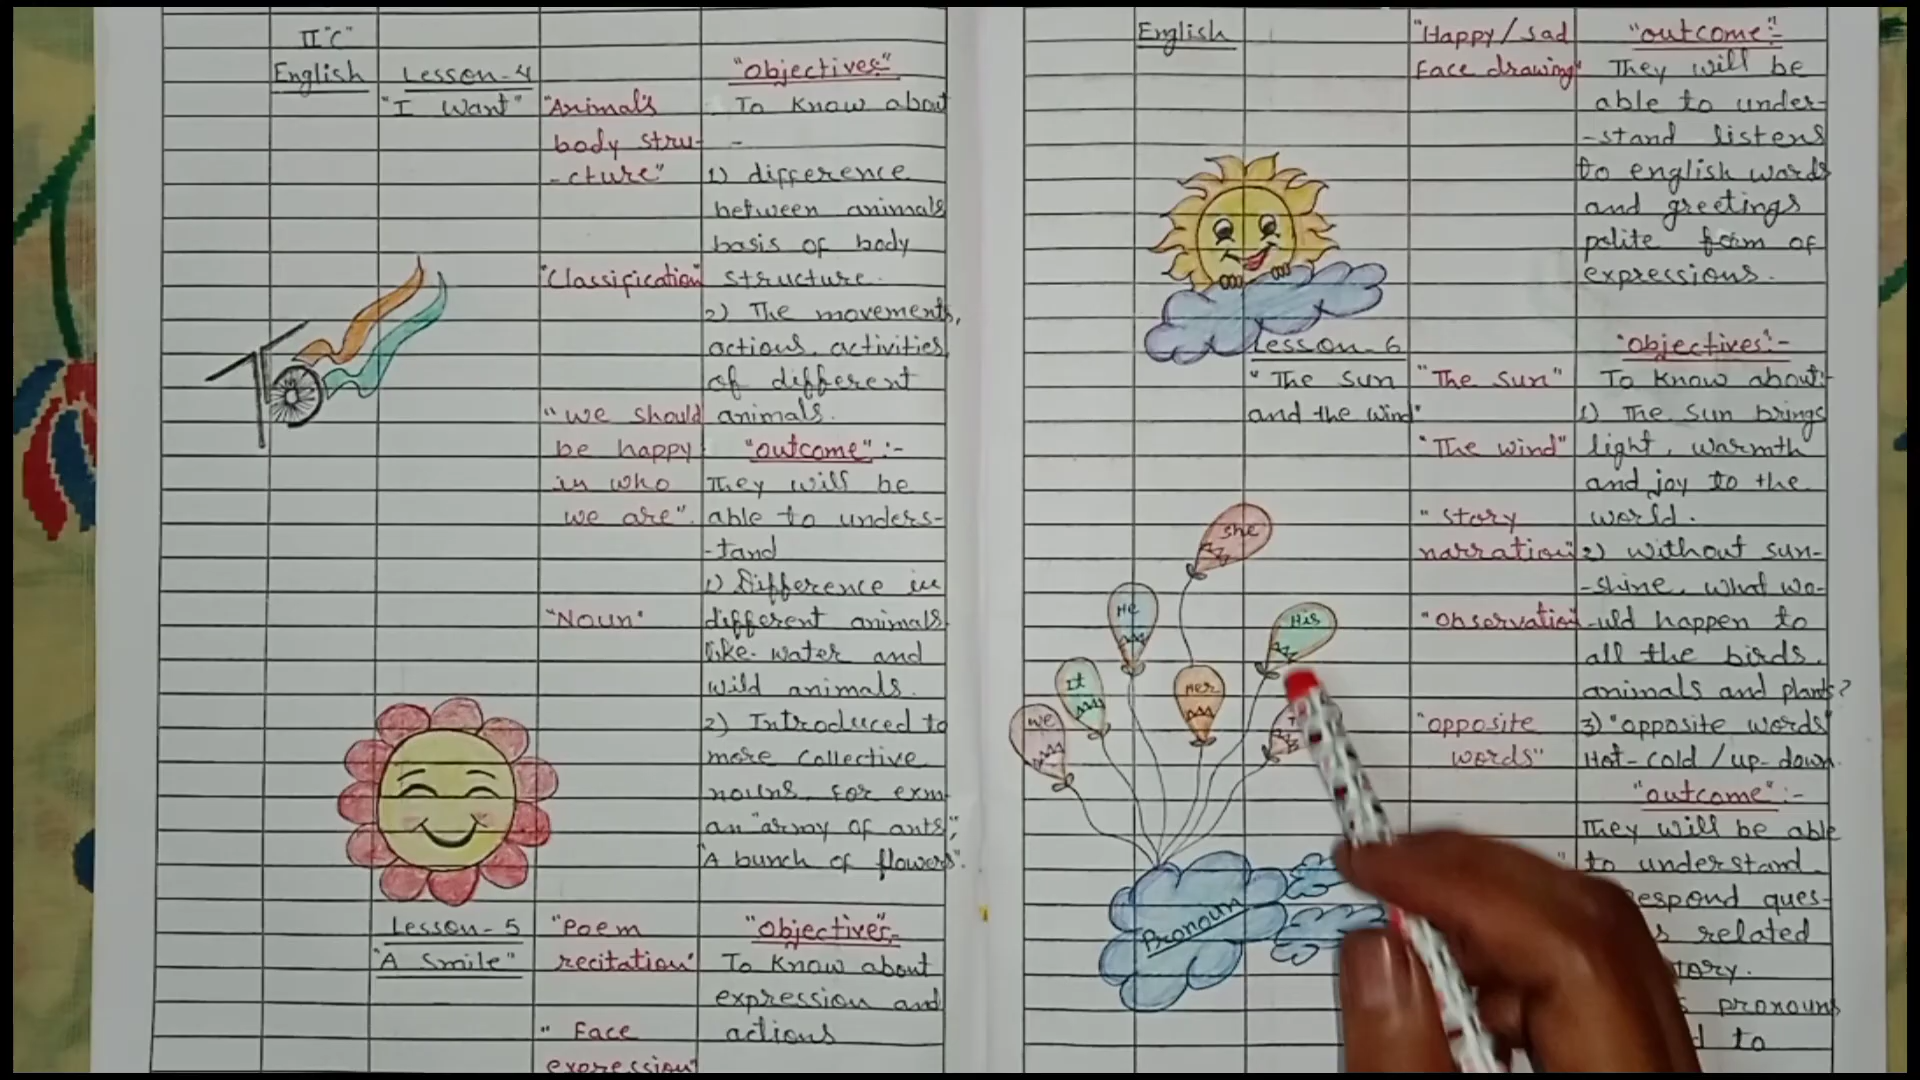 II "C"
English
Lesson-4
"I Want"
"Animal's
body stru-
-cture"
"Classification"
"we should
be happy
in who
we are".
"Noun"
"Objectives:-"
To Know about
-
1) difference
between animals
basis of body
structure.
2) The movements,
actions, activities
of different
animals.
"outcome" :-
They will be
able to unders-
-tand
1) Difference in
different animals
like- water and
wild animals.
2) Introduced to
more Collective
nouns, for exm-
an "army of ants",
"A bunch of flowers".
Lesson-5
"A Smile"
"Poem
recitation"
" Face
expression"
"Objectives:-
To Know about
expression and
actions
English
"Happy/sad
Face drawing"
"outcome":-
They will be
able to under-
-stand listens
to english words
and greetings
polite form of
expressions.
Lesson-6
" The Sun
and the wind"
"The Sun"
"The wind"
"Story
narration"
"Observation"
"opposite
words"
"Objectives":-
To Know about:-
1) The Sun brings
light, warmth
and joy to the
world.
2) without sun-
-shine, what wo-
-uld happen to
all the birds,
animals and plants?
3) "opposite words"
Hot-cold/up-down.
"outcome" :-
They will be able
to understand
espond ques-
related
tory.
pronouns
to
She
He
His
It
Her
We
Pronoun